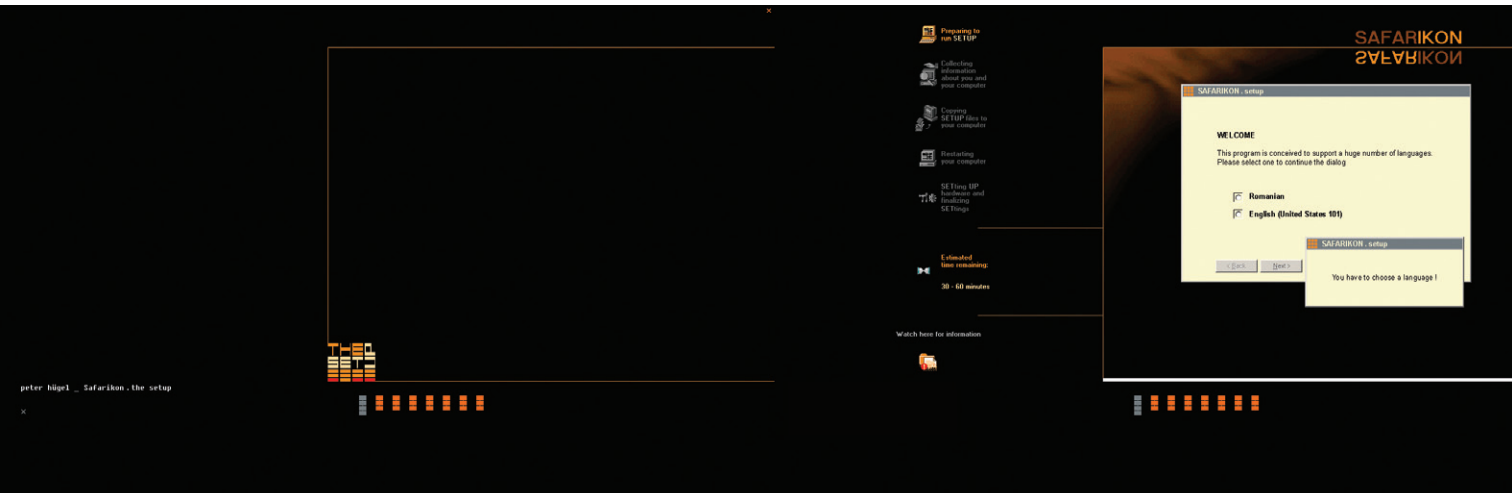 ×
THE
SETUP
peter hügel _ Safarikon .the setup
×
Preparing to
run SETUP
Collecting
information
about you and
your computer
Copying
SETUP files to
your computer
Restarting
your computer
SETting UP
hardware and
finalizing
SETtings
Estimated
time remaining:
30 - 60 minutes
Watch here for information
SAFARIKON
SAFARIKON
SAFARIKON . setup
WELCOME
This program is conceived to support a huge number of languages.
Please select one to continue the dialog
Romanian
English (United States 101)
< Back
Next >
SAFARIKON . setup
You have to choose a language !